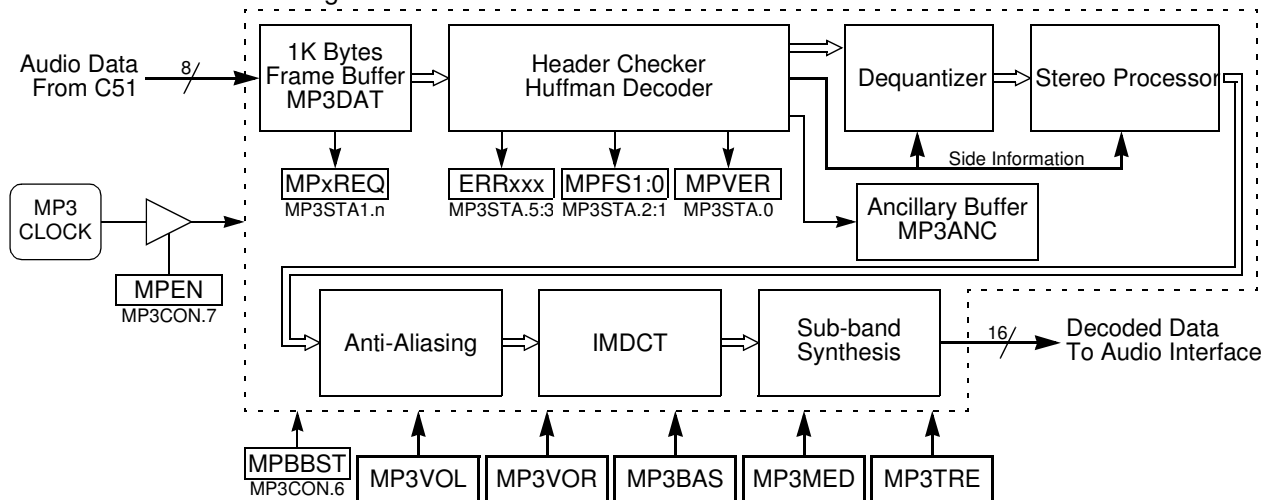 Audio Data
From C51
8
1K Bytes
Frame Buffer
MP3DAT
Header Checker
Huffman Decoder
Dequantizer
Stereo Processor
Side Information
MPxREQ
MP3STA1.n
ERRxxx
MP3STA.5:3
MPFS1:0
MP3STA.2:1
MPVER
MP3STA.0
Ancillary Buffer
MP3ANC
MP3
CLOCK
MPEN
MP3CON.7
Anti-Aliasing
IMDCT
Sub-band
Synthesis
16
Decoded Data
To Audio Interface
MPBBST
MP3CON.6
MP3VOL
MP3VOR
MP3BAS
MP3MED
MP3TRE